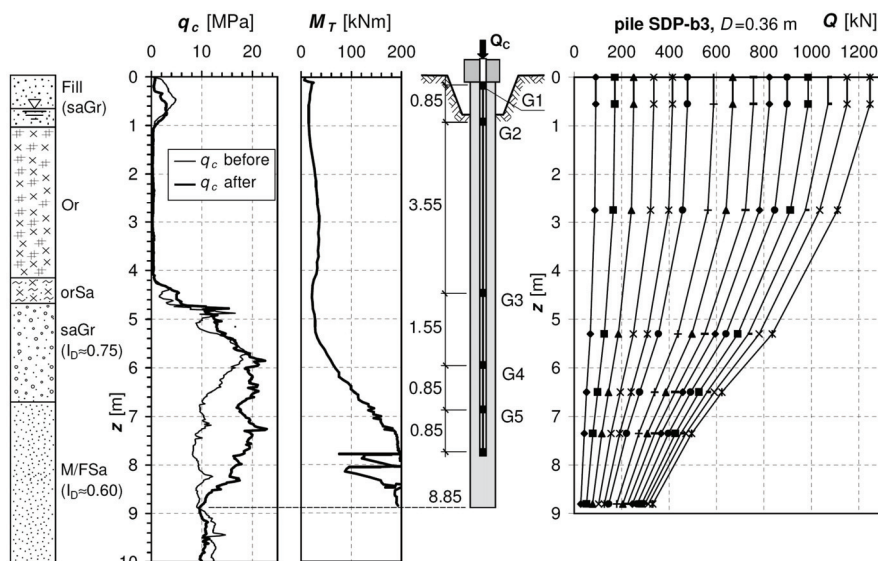 q_c [MPa]
0 10 20
M_T [kNm]
0 100 200
Q_c
pile SDP-b3, D=0.36 m
Q [kN]
0 200 400 600 800 1000 1200
Fill
(saGr)
Or
orSa
saGr
(I_D≈0.75)
M/FSa
(I_D≈0.60)
z [m]
0
1
2
3
4
5
6
7
8
9
10
q_c before
q_c after
0.85
3.55
1.55
0.85
0.85
8.85
G1
G2
G3
G4
G5
z [m]
0
1
2
3
4
5
6
7
8
9